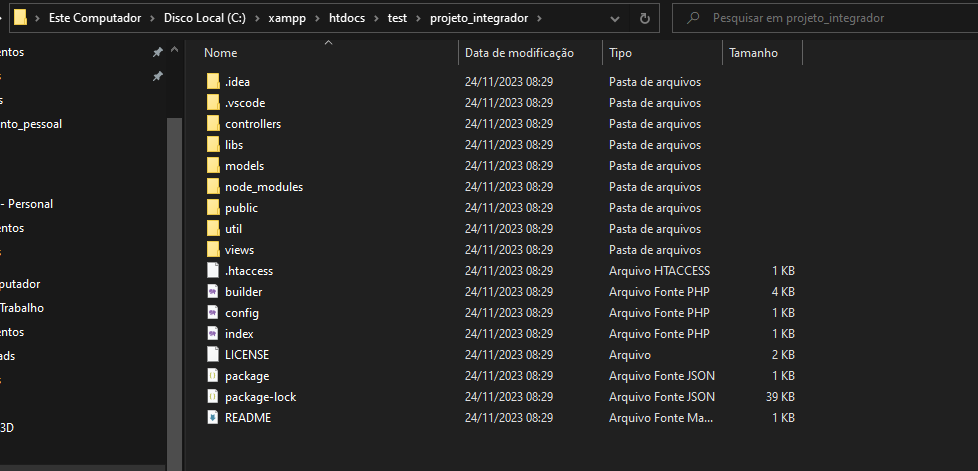 Este Computador > Disco Local (C:) > xampp > htdocs > test > projeto_integrador >
Pesquisar em projeto_integrador
entos
s
nto_pessoal
- Personal
entos
s
putador
Trabalho
entos
ads
s
3D
Nome Data de modificação Tipo Tamanho
.idea 24/11/2023 08:29 Pasta de arquivos
.vscode 24/11/2023 08:29 Pasta de arquivos
controllers 24/11/2023 08:29 Pasta de arquivos
libs 24/11/2023 08:29 Pasta de arquivos
models 24/11/2023 08:29 Pasta de arquivos
node_modules 24/11/2023 08:29 Pasta de arquivos
public 24/11/2023 08:29 Pasta de arquivos
util 24/11/2023 08:29 Pasta de arquivos
views 24/11/2023 08:29 Pasta de arquivos
.htaccess 24/11/2023 08:29 Arquivo HTACCESS 1 KB
builder 24/11/2023 08:29 Arquivo Fonte PHP 4 KB
config 24/11/2023 08:29 Arquivo Fonte PHP 1 KB
index 24/11/2023 08:29 Arquivo Fonte PHP 1 KB
LICENSE 24/11/2023 08:29 Arquivo 2 KB
package 24/11/2023 08:29 Arquivo Fonte JSON 1 KB
package-lock 24/11/2023 08:29 Arquivo Fonte JSON 39 KB
README 24/11/2023 08:29 Arquivo Fonte Ma... 1 KB